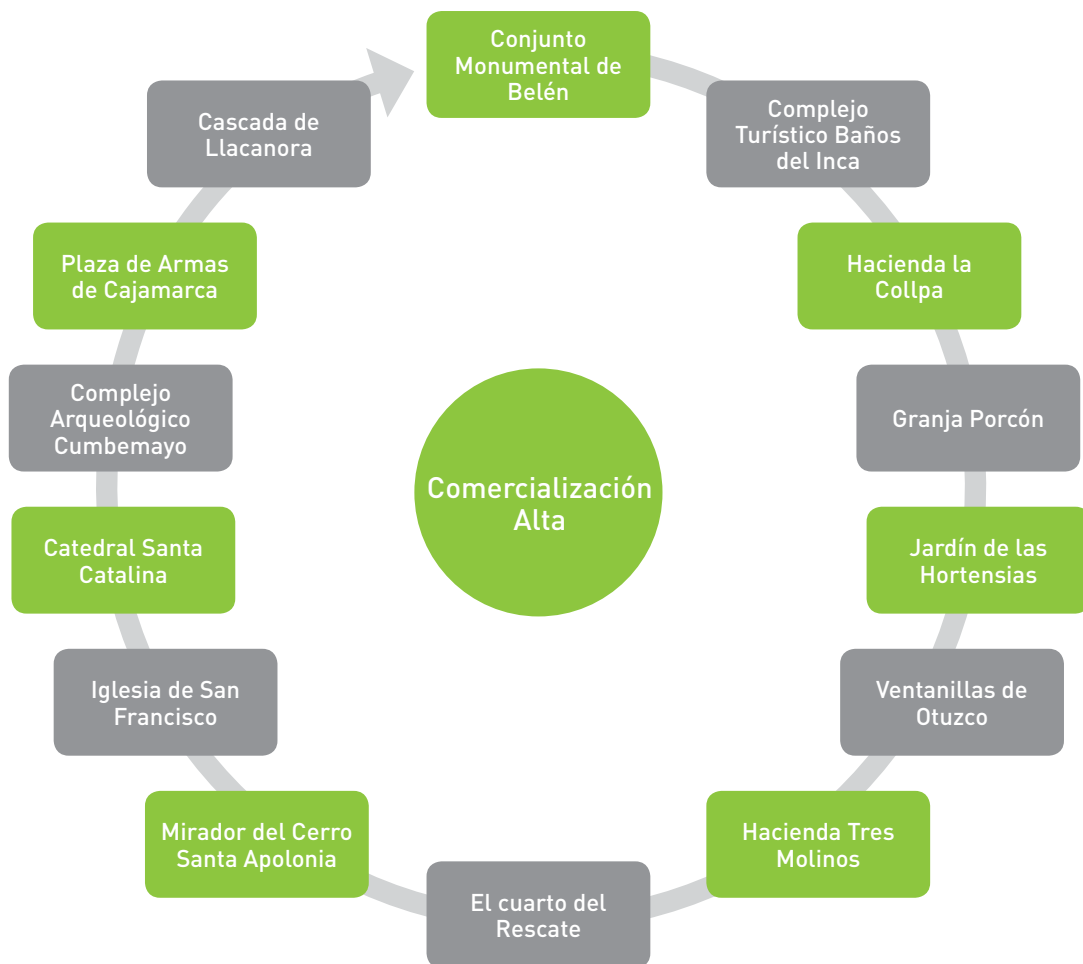 Conjunto
Monumental de
Belén
Complejo
Turístico Baños
del Inca
Hacienda la
Collpa
Granja Porcón
Jardín de las
Hortensias
Ventanillas de
Otuzco
Hacienda Tres
Molinos
El cuarto del
Rescate
Mirador del Cerro
Santa Apolonia
Iglesia de San
Francisco
Catedral Santa
Catalina
Complejo
Arqueológico
Cumbemayo
Plaza de Armas
de Cajamarca
Cascada de
Llacanora
Comercialización
Alta